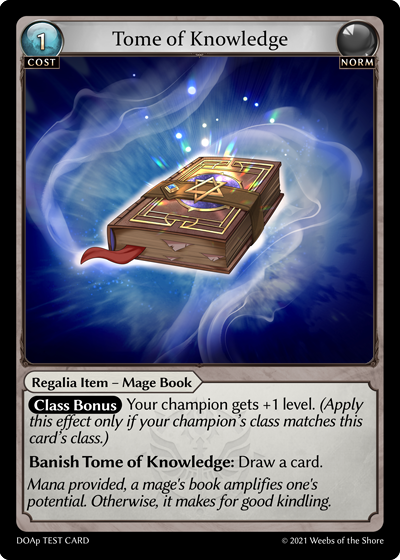 1
Tome of Knowledge
COST
NORM
Regalia Item – Mage Book
Class Bonus Your champion gets +1 level. (Apply
this effect only if your champion's class matches this
card's class.)
Banish Tome of Knowledge: Draw a card.
Mana provided, a mage's book amplifies one's
potential. Otherwise, it makes for good kindling.
DOAp TEST CARD
© 2021 Weebs of the Shore